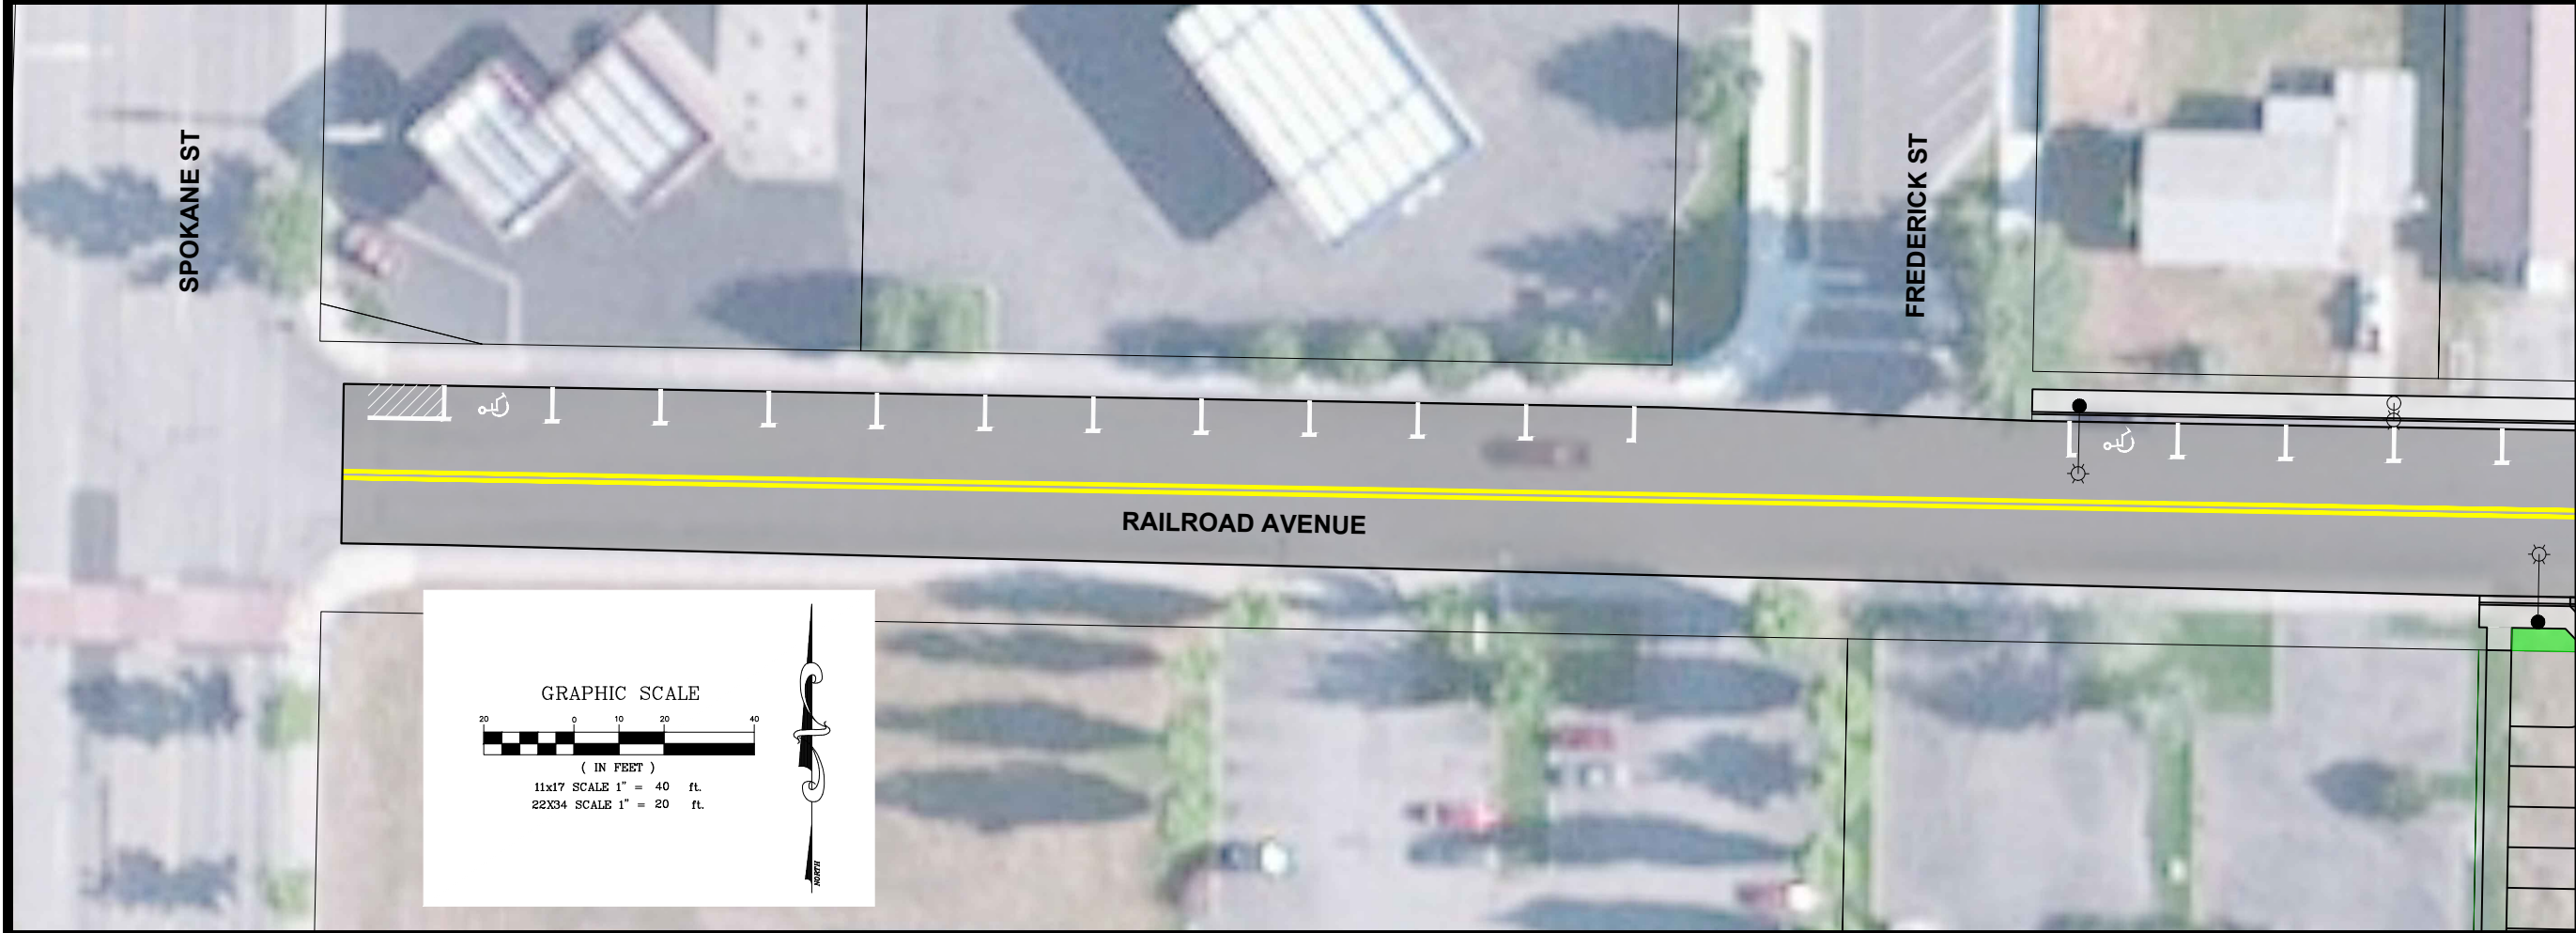 SPOKANE ST
FREDERICK ST
RAILROAD AVENUE
GRAPHIC SCALE
20 0 10 20 40
( IN FEET )
11x17 SCALE 1" = 40 ft.
22X34 SCALE 1" = 20 ft.
NORTH